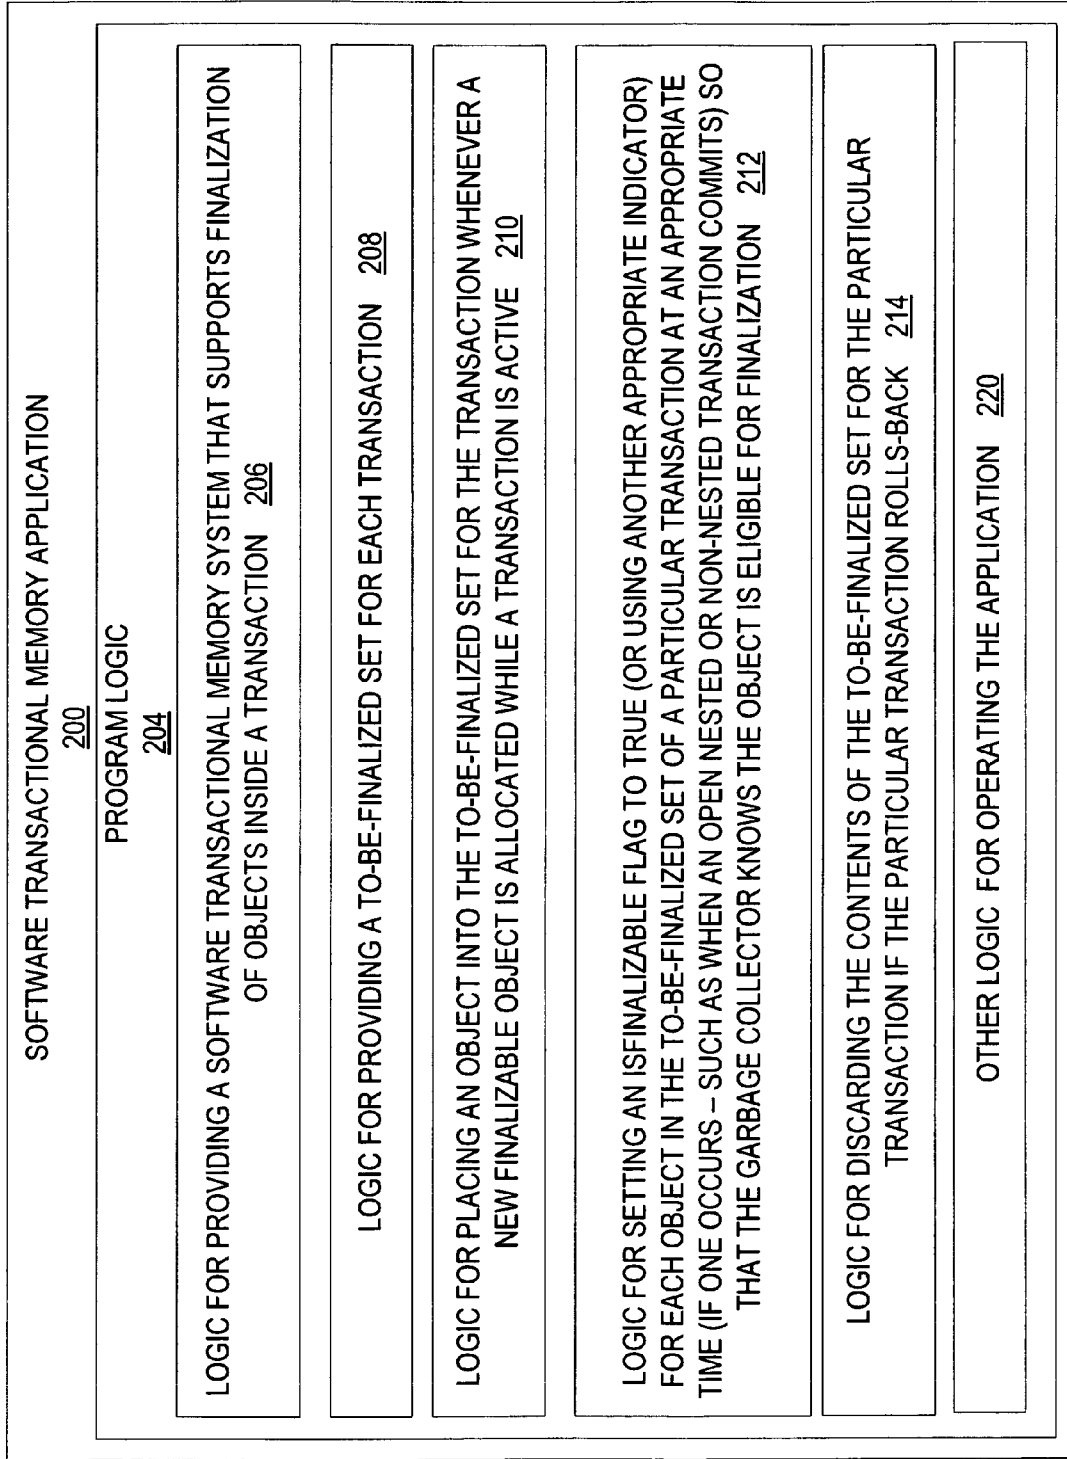 SOFTWARE TRANSACTIONAL MEMORY APPLICATION
200
PROGRAM LOGIC
204
LOGIC FOR PROVIDING A SOFTWARE TRANSACTIONAL MEMORY SYSTEM THAT SUPPORTS FINALIZATION
OF OBJECTS INSIDE A TRANSACTION 206
LOGIC FOR PROVIDING A TO-BE-FINALIZED SET FOR EACH TRANSACTION 208
LOGIC FOR PLACING AN OBJECT INTO THE TO-BE-FINALIZED SET FOR THE TRANSACTION WHENEVER A
NEW FINALIZABLE OBJECT IS ALLOCATED WHILE A TRANSACTION IS ACTIVE 210
LOGIC FOR SETTING AN ISFINALIZABLE FLAG TO TRUE (OR USING ANOTHER APPROPRIATE INDICATOR)
FOR EACH OBJECT IN THE TO-BE-FINALIZED SET OF A PARTICULAR TRANSACTION AT AN APPROPRIATE
TIME (IF ONE OCCURS – SUCH AS WHEN AN OPEN NESTED OR NON-NESTED TRANSACTION COMMITS) SO
THAT THE GARBAGE COLLECTOR KNOWS THE OBJECT IS ELIGIBLE FOR FINALIZATION 212
LOGIC FOR DISCARDING THE CONTENTS OF THE TO-BE-FINALIZED SET FOR THE PARTICULAR
TRANSACTION IF THE PARTICULAR TRANSACTION ROLLS-BACK 214
OTHER LOGIC FOR OPERATING THE APPLICATION 220